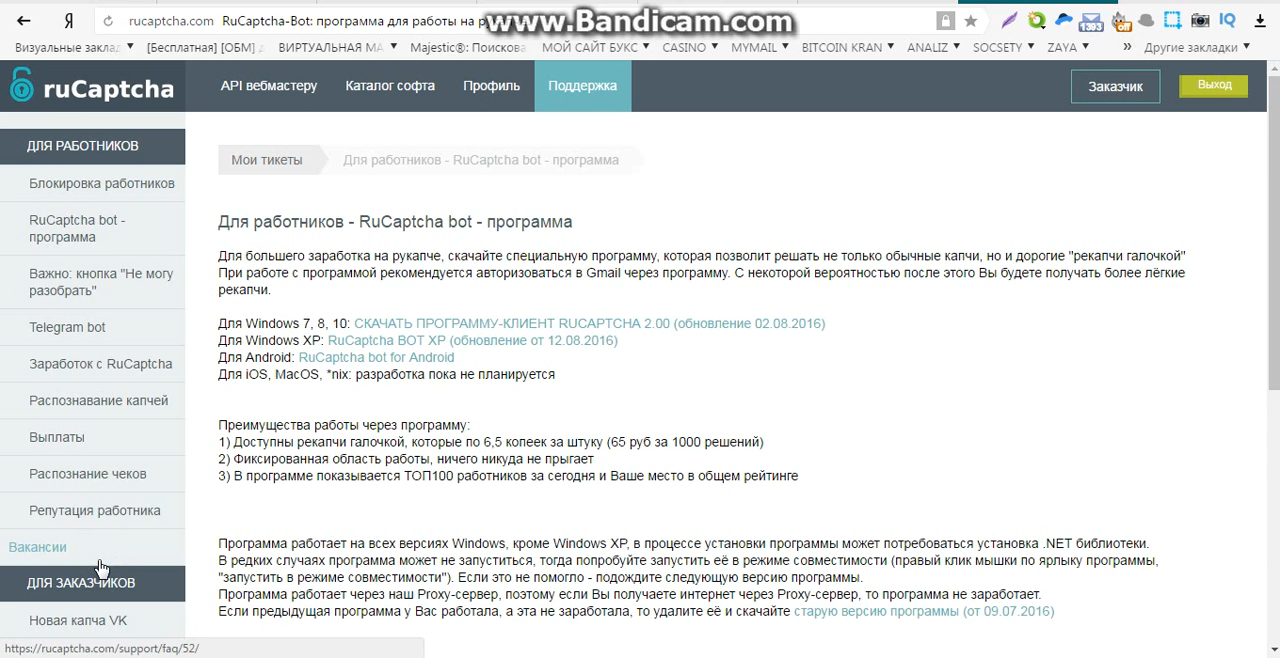 rucaptcha.com RuCaptcha-Bot: программа для работы на
www.Bandicam.com
Визуальные заклад
[Бесплатная] [ОБМ]
ВИРТУАЛЬНАЯ МА
Majestic®: Поискова
МОЙ САЙТ БУКС
CASINO
MYMAIL
BITCOIN KRAN
ANALIZ
SOCSETY
ZAYA
»
Другие закладки
ruCaptcha
API вебмастеру
Каталог софта
Профиль
Поддержка
Заказчик
Выход
ДЛЯ РАБОТНИКОВ
Блокировка работников
RuCaptcha bot -
программа
Важно: кнопка "Не могу
разобрать"
Telegram bot
Заработок с RuCaptcha
Распознавание капчей
Выплаты
Распознание чеков
Репутация работника
Вакансии
ДЛЯ ЗАКАЗЧИКОВ
Новая капча VK
https://rucaptcha.com/support/faq/52/
Мои тикеты
Для работников - RuCaptcha bot - программа
Для работников - RuCaptcha bot - программа
Для большего заработка на рукапче, скачайте специальную программу, которая позволит решать не только обычные капчи, но и дорогие "рекапчи галочкой"
При работе с программой рекомендуется авторизоваться в Gmail через программу. С некоторой вероятностью после этого Вы будете получать более лёгкие
рекапчи.
Для Windows 7, 8, 10: СКАЧАТЬ ПРОГРАММУ-КЛИЕНТ RUCAPTCHA 2.00 (обновление 02.08.2016)
Для Windows XP: RuCaptcha BOT XP (обновление от 12.08.2016)
Для Android: RuCaptcha bot for Android
Для iOS, MacOS, *nix: разработка пока не планируется
Преимущества работы через программу:
1) Доступны рекапчи галочкой, которые по 6,5 копеек за штуку (65 руб за 1000 решений)
2) Фиксированная область работы, ничего никуда не прыгает
3) В программе показывается ТОП100 работников за сегодня и Ваше место в общем рейтинге
Программа работает на всех версиях Windows, кроме Windows XP, в процессе установки программы может потребоваться установка .NET библиотеки.
В редких случаях программа может не запуститься, тогда попробуйте запустить её в режиме совместимости (правый клик мышки по ярлыку программы,
"запустить в режиме совместимости"). Если это не помогло - подождите следующую версию программы.
Программа работает через наш Proxy-сервер, поэтому если Вы получаете интернет через Proxy-сервер, то программа не заработает.
Если предыдущая программа у Вас работала, а эта не заработала, то удалите её и скачайте старую версию программы (от 09.07.2016)